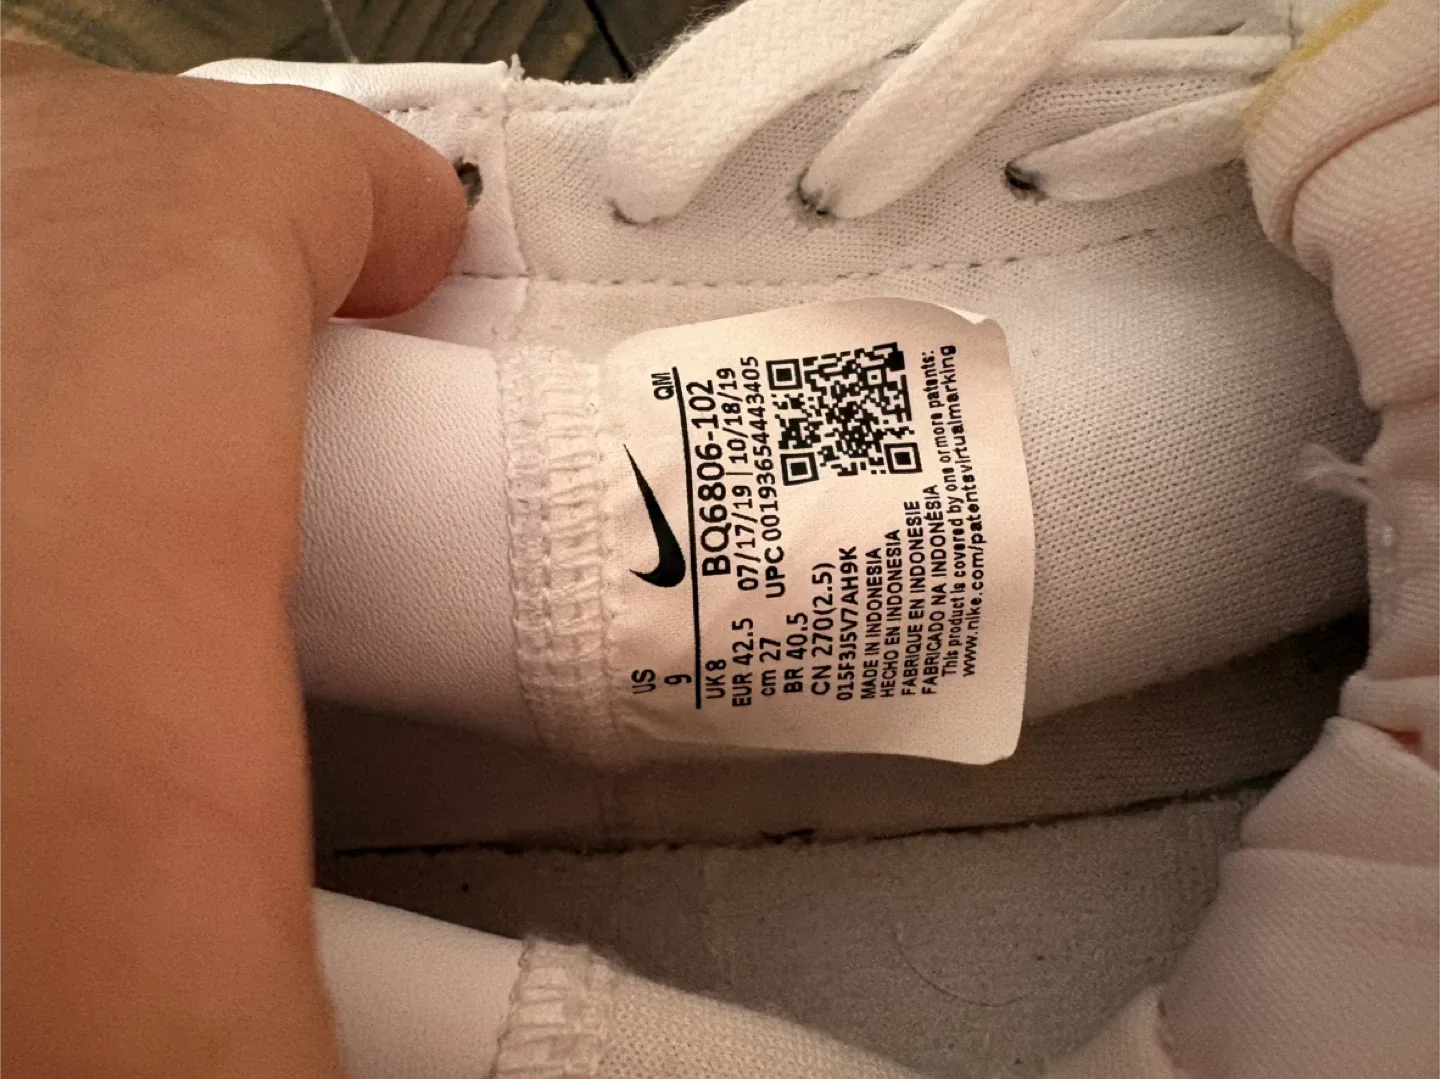 US QM
9
UK 8 BQ6806-102
EUR 42.5 07/17/19 | 10/18/19
cm 27 UPC 00193654443405
BR 40.5
CN 270(2.5)
015F3J5V7AH9K
MADE IN INDONESIA
HECHO EN INDONESIA
FABRIQUE EN INDONESIE
FABRICADO NA INDONÉSIA
This product is covered by one or more patents:
www.nike.com/patentsvirtualmarking